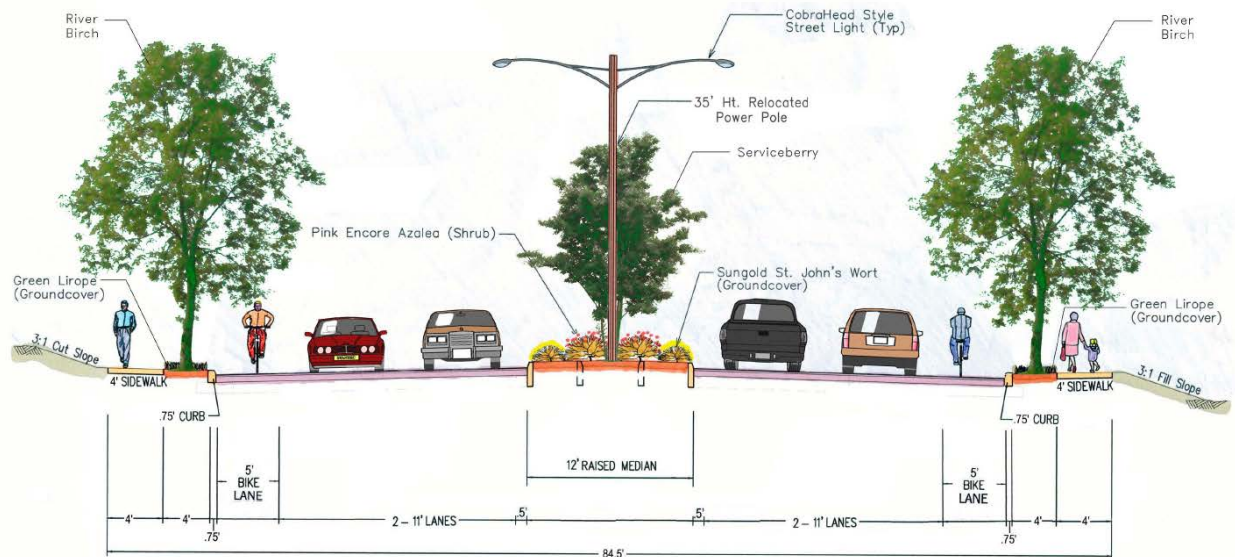 River
Birch
CobraHead Style
Street Light (Typ)
River
Birch
35' Ht. Relocated
Power Pole
Serviceberry
Pink Encore Azalea (Shrub)
Green Lirope
(Groundcover)
Sungold St. John's Wort
(Groundcover)
Green Lirope
(Groundcover)
3:1 Cut Slope
4' SIDEWALK
4' SIDEWALK
3:1 Fill Slope
.75' CURB
.75' CURB
5'
BIKE
LANE
12' RAISED MEDIAN
5'
BIKE
LANE
4'
4'
.75'
2 - 11' LANES
.5'
.5'
2 - 11' LANES
.75'
4'
4'
84.5'